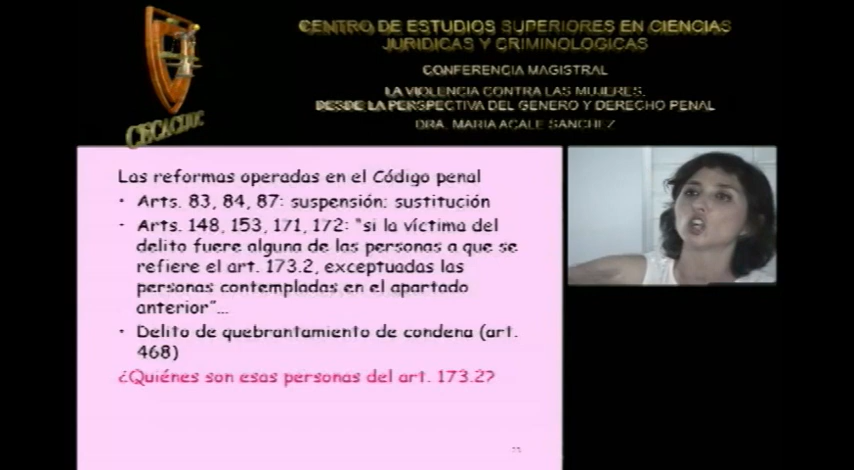 CENTRO DE ESTUDIOS SUPERIORES EN CIENCIAS
JURIDICAS Y CRIMINOLOGICAS
CONFERENCIA MAGISTRAL
LA VIOLENCIA CONTRA LAS MUJERES.
DESDE LA PERSPECTIVA DEL GENERO Y DERECHO PENAL
DRA. MARIA ACALE SANCHEZ
Las reformas operadas en el Código penal
• Arts. 83, 84, 87: suspensión: sustitución
- Arts. 148, 153, 171, 172: "si la víctima del
delito fuere alguna de las personas a que se
refiere el art. 173.2, exceptuadas las
personas contempladas en el apartado
anterior"...
• Delito de quebrantamiento de condena (art.
468)
¿Quiénes son esas personas del art. 173.2?